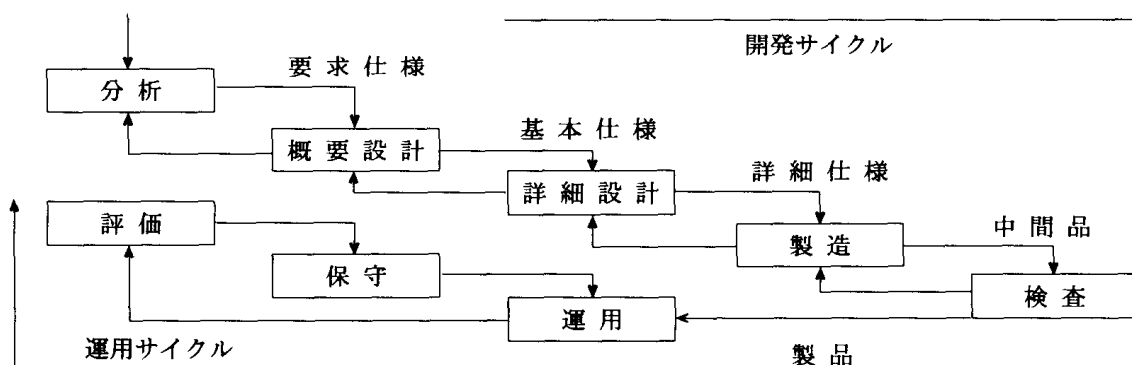 開発サイクル
要求仕様
分析
基本仕様
概要設計
詳細仕様
詳細設計
評価
中間品
製造
保守
検査
運用
運用サイクル
製品